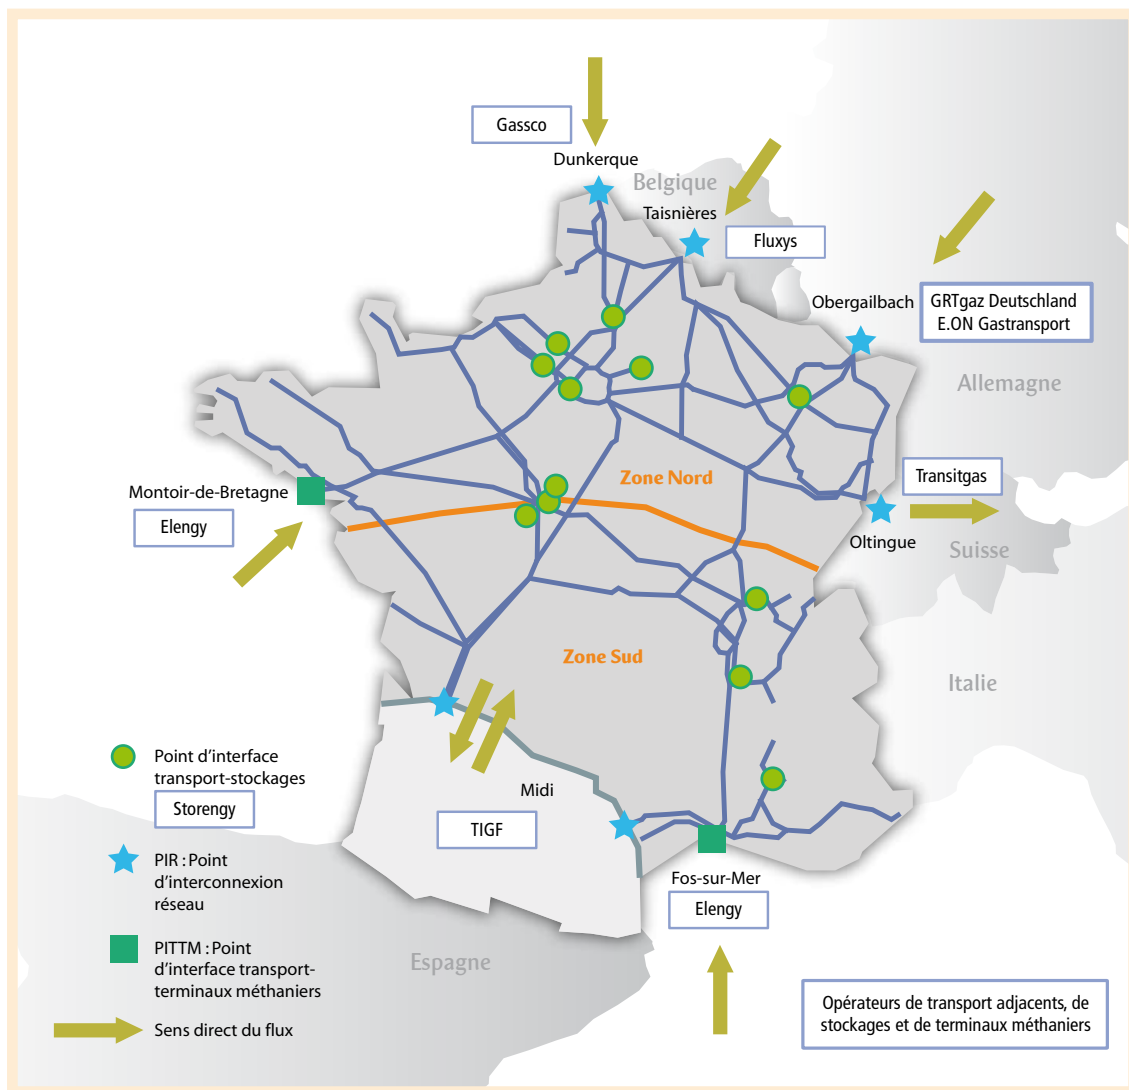 Gassco
Dunkerque
Belgique
Taisnières
Fluxys
Obergailbach
GRTgaz Deutschland
E.ON Gastransport
Allemagne
Zone Nord
Transitgas
Montoir-de-Bretagne
Elengy
Oltingue
Suisse
Zone Sud
Italie
Point d’interface
transport-stockages
Storengy
Midi
TIGF
PIR : Point
d’interconnexion
réseau
Fos-sur-Mer
Elengy
PITTM : Point
d’interface transport-
terminaux méthaniers
Espagne
Sens direct du flux
Opérateurs de transport adjacents, de
stockages et de terminaux méthaniers